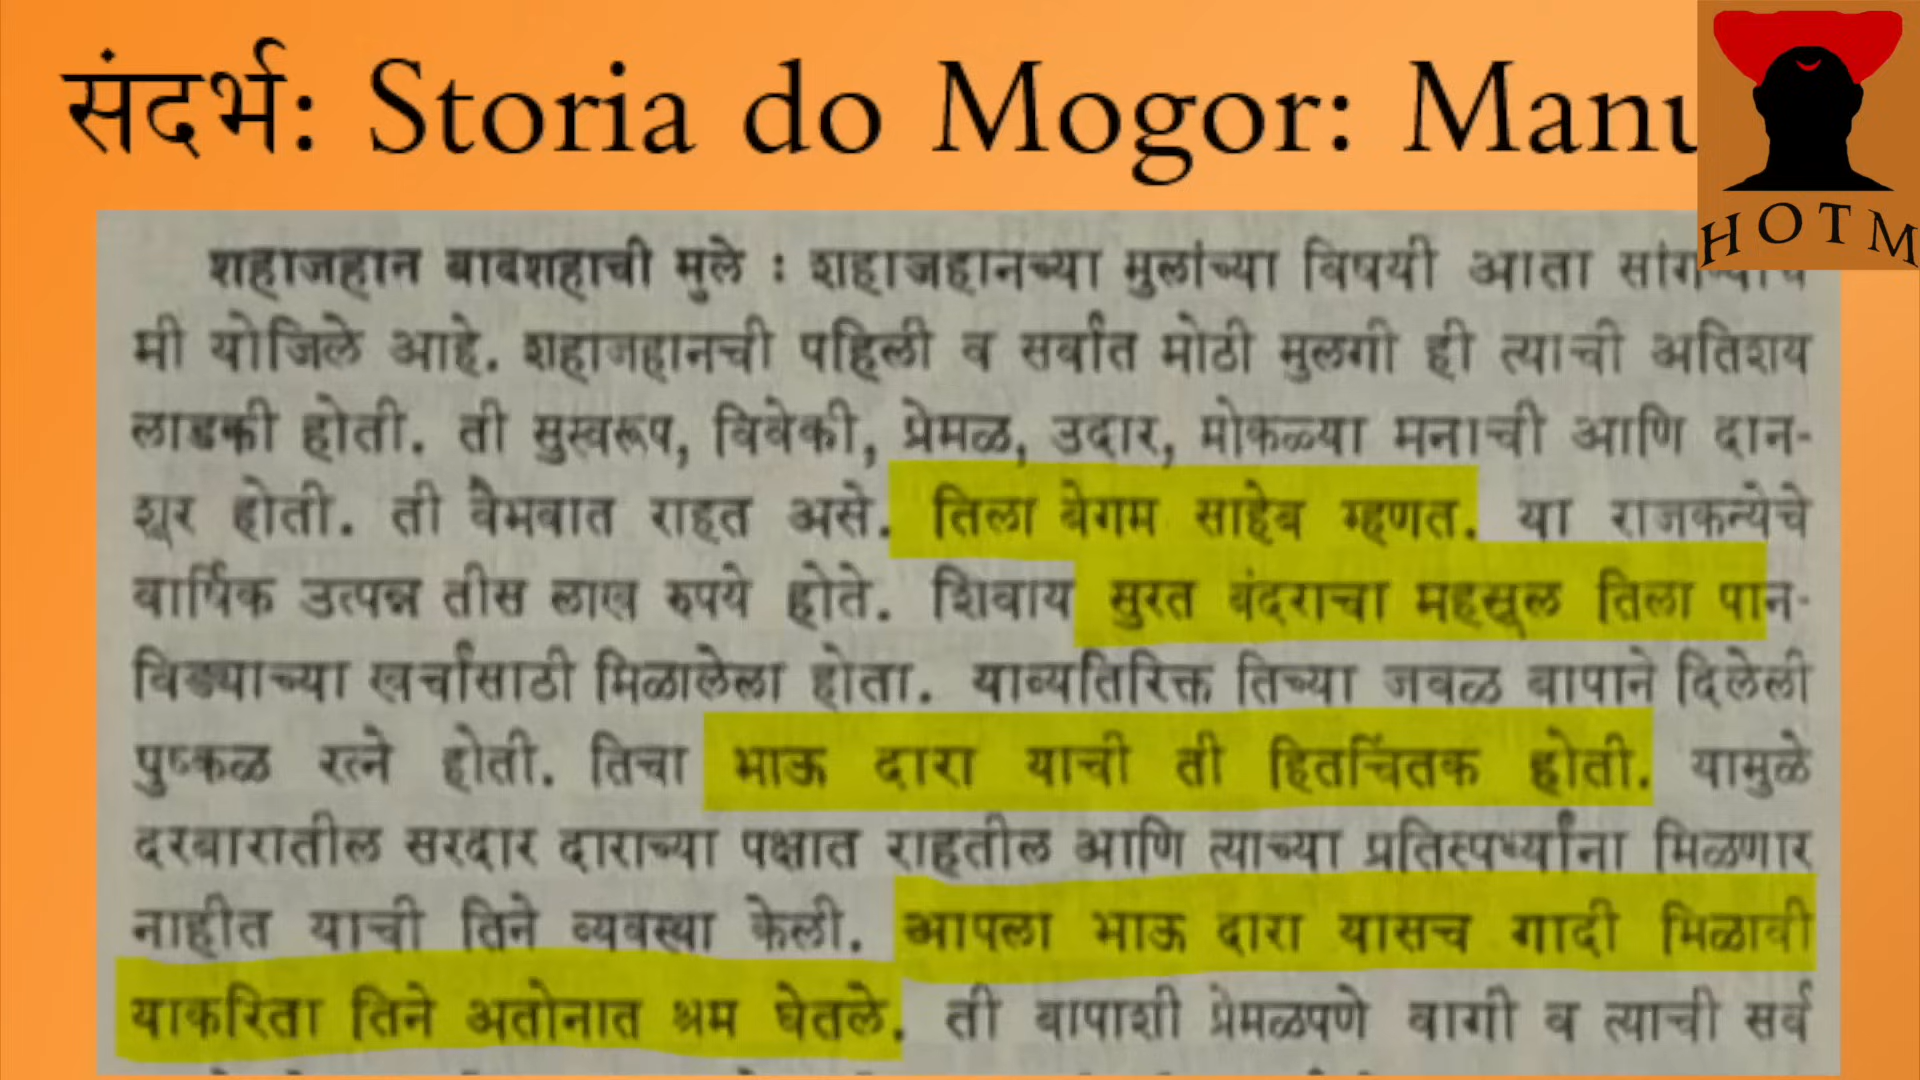 संदर्भ: Storia do Mogor: Manu
HOTM
शहाजहान बादशहाची मुले : शहाजहानच्या मुलांच्या विषयी आता
मी योजिले आहे. शहाजहानची पहिली व सर्वांत मोठी मुलगी ही त्याची अतिशय
लाडकी होती. ती सुस्वरूप, विवेकी, प्रेमळ, उदार, मोकळ्या मनाची आणि दान-
शूर होती. ती वैभवात राहत असे. तिला बेगम साहेब म्हणत. या राजकन्येचे
वार्षिक उत्पन्न तीस लाख रुपये होते. शिवाय सुरत बंदराचा महसूल तिला पान-
विड्याच्या खर्चासाठी मिळालेला होता. याव्यतिरिक्त तिच्या जवळ बापाने दिलेली
पुष्कळ रत्ने होती. तिचा भाऊ दारा याची ती हितचिंतक होती. यामुळे
दरबारातील सरदार दाराच्या पक्षात राहतील आणि त्याच्या प्रतिस्पर्ध्यांना मिळणार
नाहीत याची तिने व्यवस्था केली. आपला भाऊ दारा यासच गादी मिळावी
याकरिता तिने अतोनात श्रम घेतले. ती बापाशी प्रेमळपणे वागी व त्याची सर्व